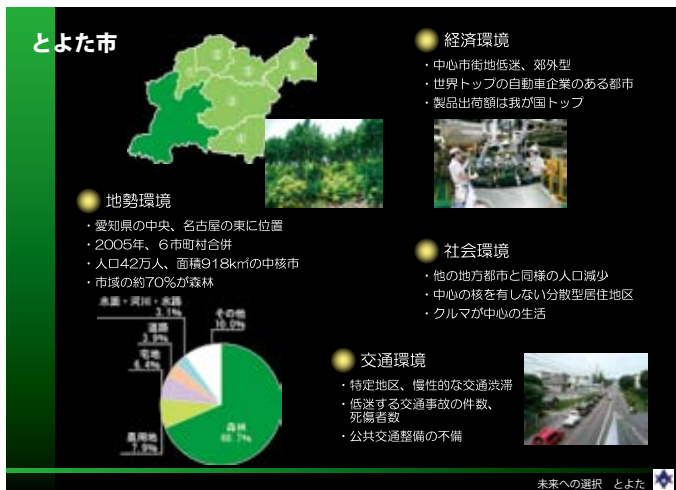 とよた市
地勢環境
・愛知県の中央、名古屋の東に位置
・2005年、6市町村合併
・人口42万人、面積918k㎡の中核市
・市域の約70%が森林
水面・河川・水路
3.1%
道路
3.9%
宅地
6.4%
農用地
7.9%
その他
10.0%
森林
68.7%
経済環境
・中心市街地低迷、郊外型
・世界トップの自動車企業のある都市
・製品出荷額は我が国トップ
社会環境
・他の地方都市と同様の人口減少
・中心の核を有しない分散型居住地区
・クルマが中心の生活
交通環境
・特定地区、慢性的な交通渋滞
・低迷する交通事故の件数、
死傷者数
・公共交通整備の不備
未来への選択 とよた